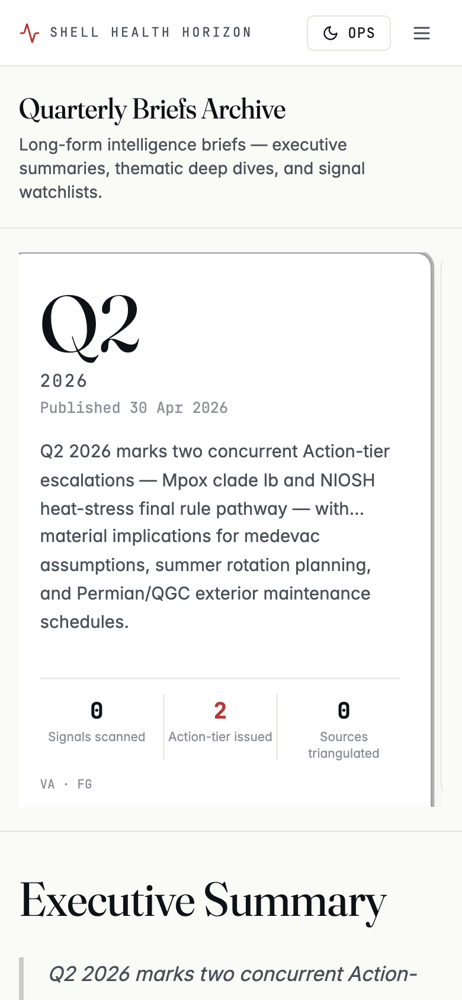 SHELL HEALTH HORIZON
OPS
Quarterly Briefs Archive
Long-form intelligence briefs — executive
summaries, thematic deep dives, and signal
watchlists.
Q2
2026
Published 30 Apr 2026
Q2 2026 marks two concurrent Action-tier
escalations — Mpox clade Ib and NIOSH
heat-stress final rule pathway — with...
material implications for medevac
assumptions, summer rotation planning,
and Permian/QGC exterior maintenance
schedules.
0
Signals scanned
2
Action-tier issued
0
Sources
triangulated
VA · FG
Executive Summary
Q2 2026 marks two concurrent Action-